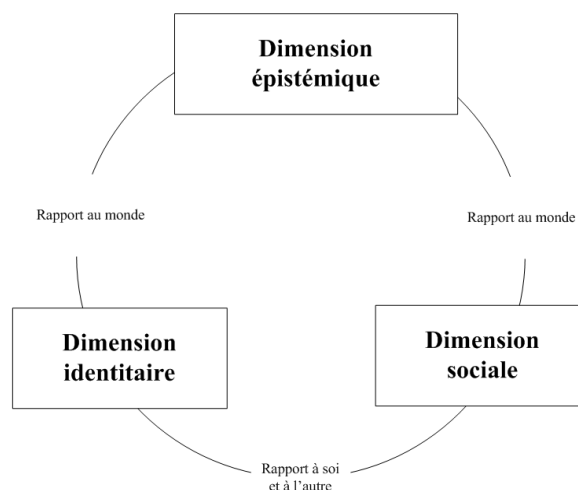 Dimension
épistémique
Rapport au monde
Rapport au monde
Dimension
identitaire
Dimension
sociale
Rapport à soi
et à l'autre